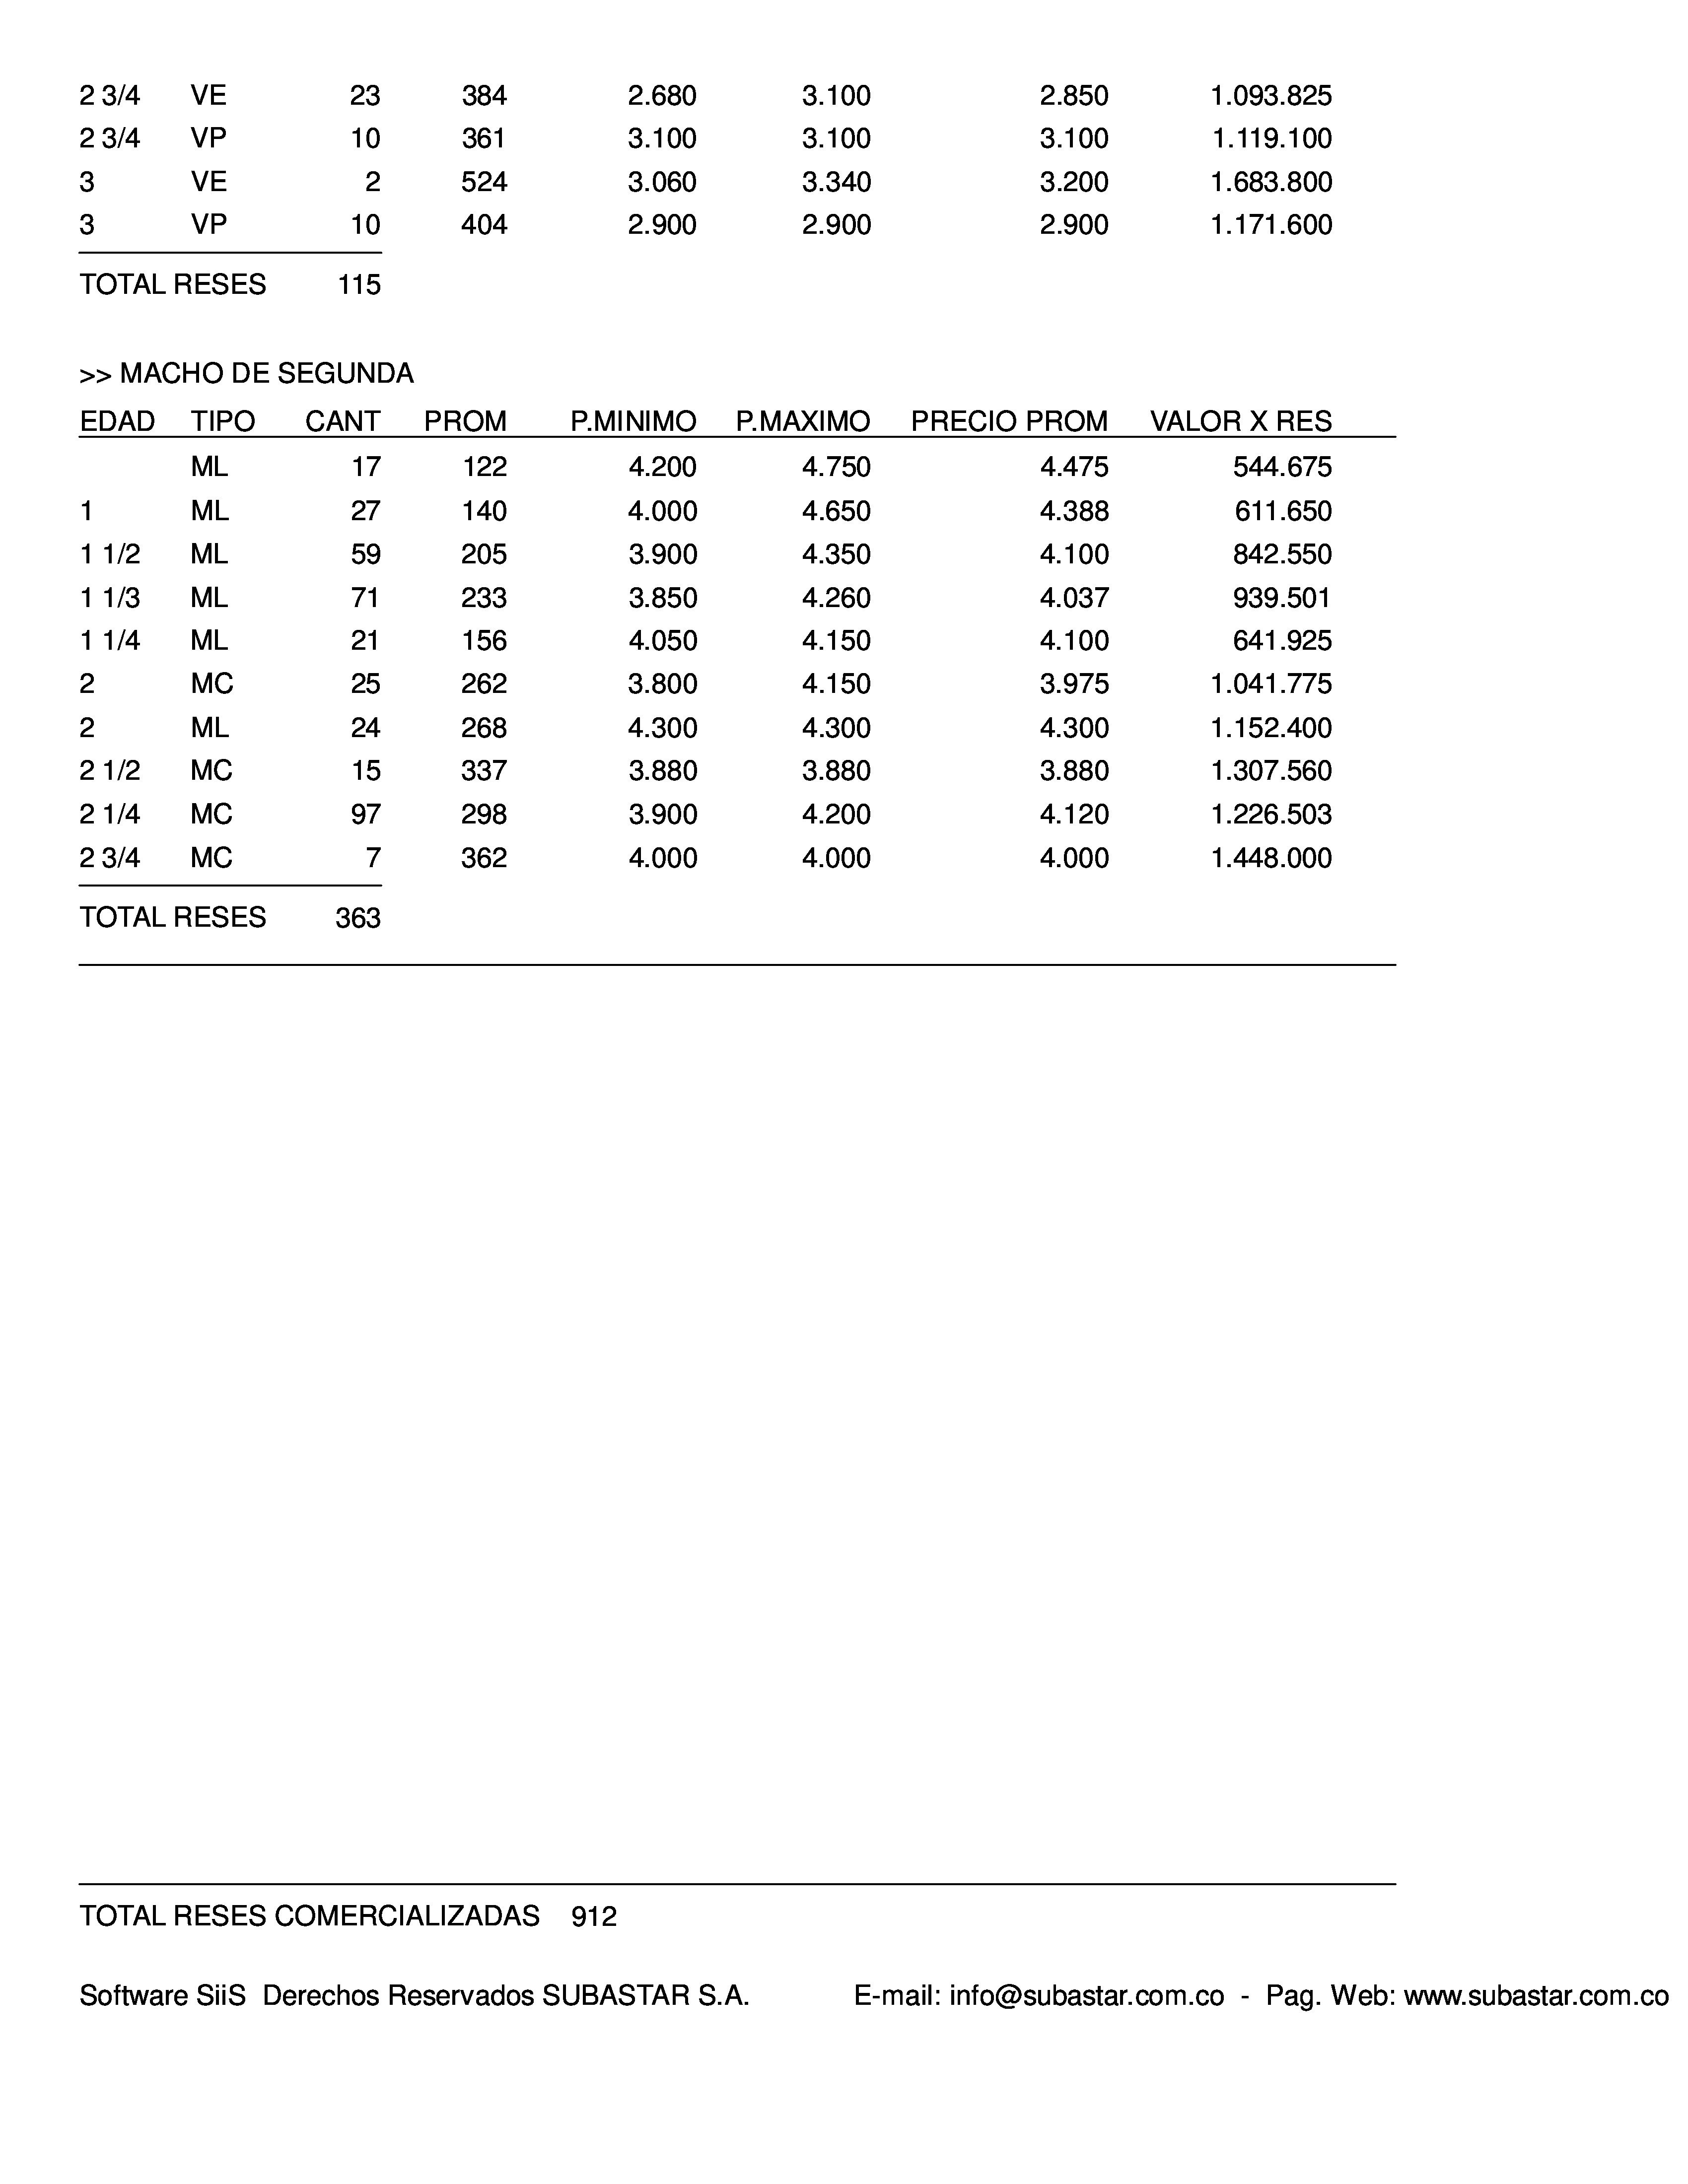 2 3/4 VE 23 384 2.680 3.100 2.850 1.093.825
2 3/4 VP 10 361 3.100 3.100 3.100 1.119.100
3 VE 2 524 3.060 3.340 3.200 1.683.800
3 VP 10 404 2.900 2.900 2.900 1.171.600
TOTAL RESES 115
>> MACHO DE SEGUNDA
EDAD TIPO CANT PROM P.MINIMO P.MAXIMO PRECIO PROM VALOR X RES
ML 17 122 4.200 4.750 4.475 544.675
1 ML 27 140 4.000 4.650 4.388 611.650
1 1/2 ML 59 205 3.900 4.350 4.100 842.550
1 1/3 ML 71 233 3.850 4.260 4.037 939.501
1 1/4 ML 21 156 4.050 4.150 4.100 641.925
2 MC 25 262 3.800 4.150 3.975 1.041.775
2 ML 24 268 4.300 4.300 4.300 1.152.400
2 1/2 MC 15 337 3.880 3.880 3.880 1.307.560
2 1/4 MC 97 298 3.900 4.200 4.120 1.226.503
2 3/4 MC 7 362 4.000 4.000 4.000 1.448.000
TOTAL RESES 363
TOTAL RESES COMERCIALIZADAS 912
Software SiiS Derechos Reservados SUBASTAR S.A. E-mail: info@subastar.com.co - Pag. Web: www.subastar.com.co